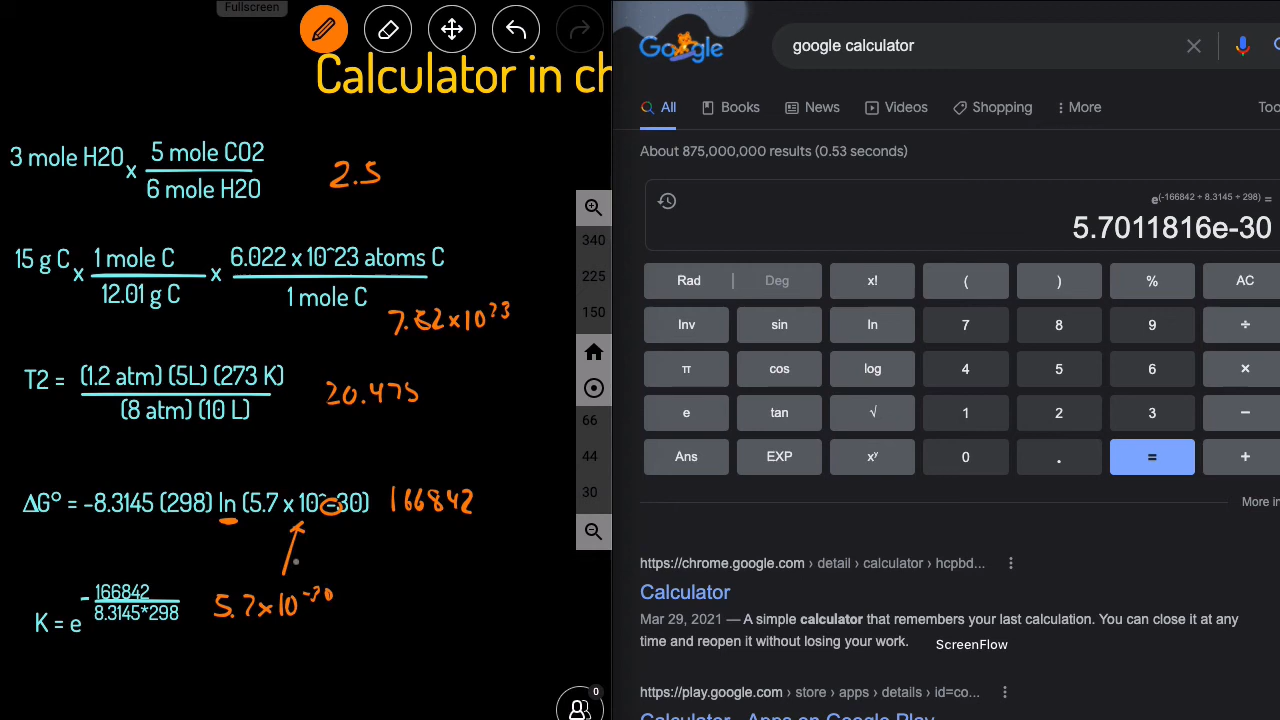 Fullscreen
Calculator in ch
3 mole H2O x 5 mole CO2
6 mole H2O
2.5
15 g C x 1 mole C x 6.022 x 10^23 atoms C
12.01 g C 1 mole C
7.52x10^23
T2 = (1.2 atm) (5L) (273 K)
(8 atm) (10 L)
20.475
ΔG° = -8.3145 (298) ln (5.7 x 10^-30) 166842
K = e - 166842
8.3145*298
5.7x10^-30
340
225
150
66
44
30
0
Google
google calculator
All Books News Videos Shopping More Too
About 875,000,000 results (0.53 seconds)
e(-166842 ÷ 8.3145 ÷ 298) =
5.7011816e-30
Rad | Deg x! ( ) % AC
Inv sin ln 7 8 9 ÷
π cos log 4 5 6 ×
e tan √ 1 2 3 −
Ans EXP xʸ 0 . = +
More in
https://chrome.google.com › detail › calculator › hcpbd...
Calculator
Mar 29, 2021 — A simple calculator that remembers your last calculation. You can close it at any
time and reopen it without losing your work.
ScreenFlow
https://play.google.com › store › apps › details › id=co...